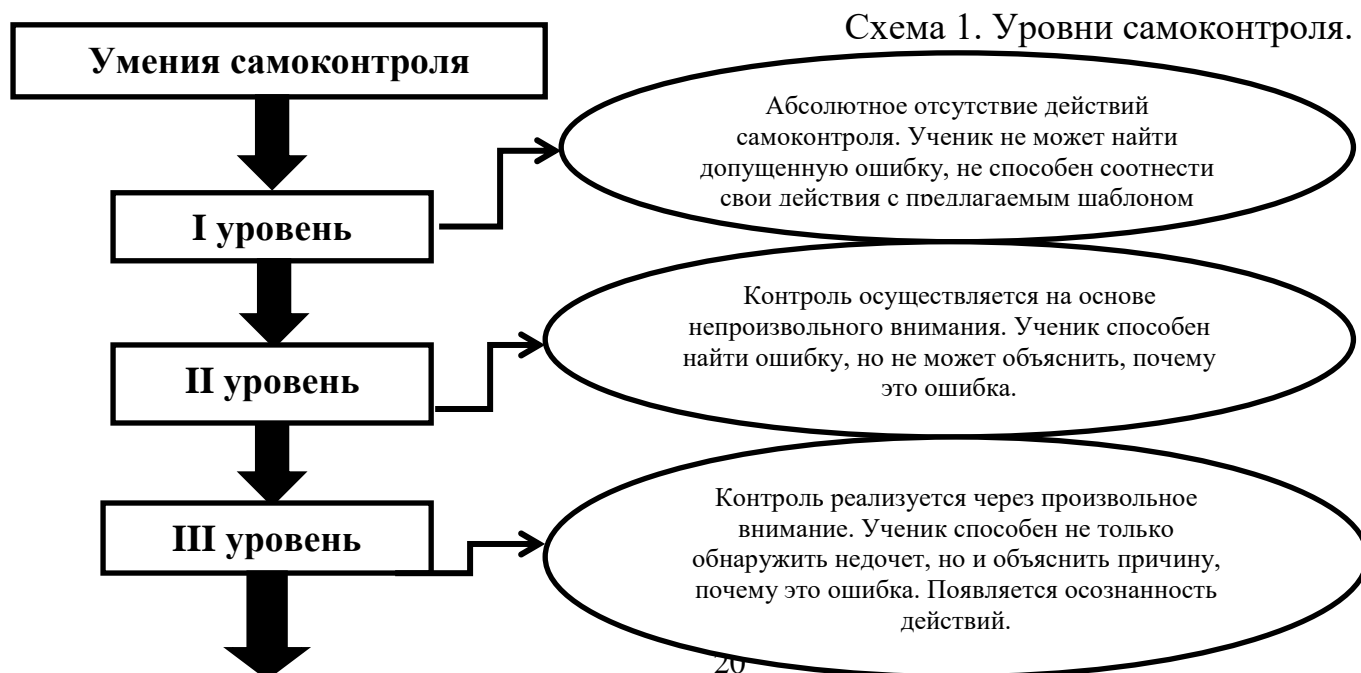 Схема 1. Уровни самоконтроля.
Умения самоконтроля
Абсолютное отсутствие действий
самоконтроля. Ученик не может найти
допущенную ошибку, не способен соотнести
свои действия с предлагаемым шаблоном
I уровень
Контроль осуществляется на основе
непроизвольного внимания. Ученик способен
найти ошибку, но не может объяснить, почему
это ошибка.
II уровень
Контроль реализуется через произвольное
внимание. Ученик способен не только
обнаружить недочет, но и объяснить причину,
почему это ошибка. Появляется осознанность
действий.
III уровень
20